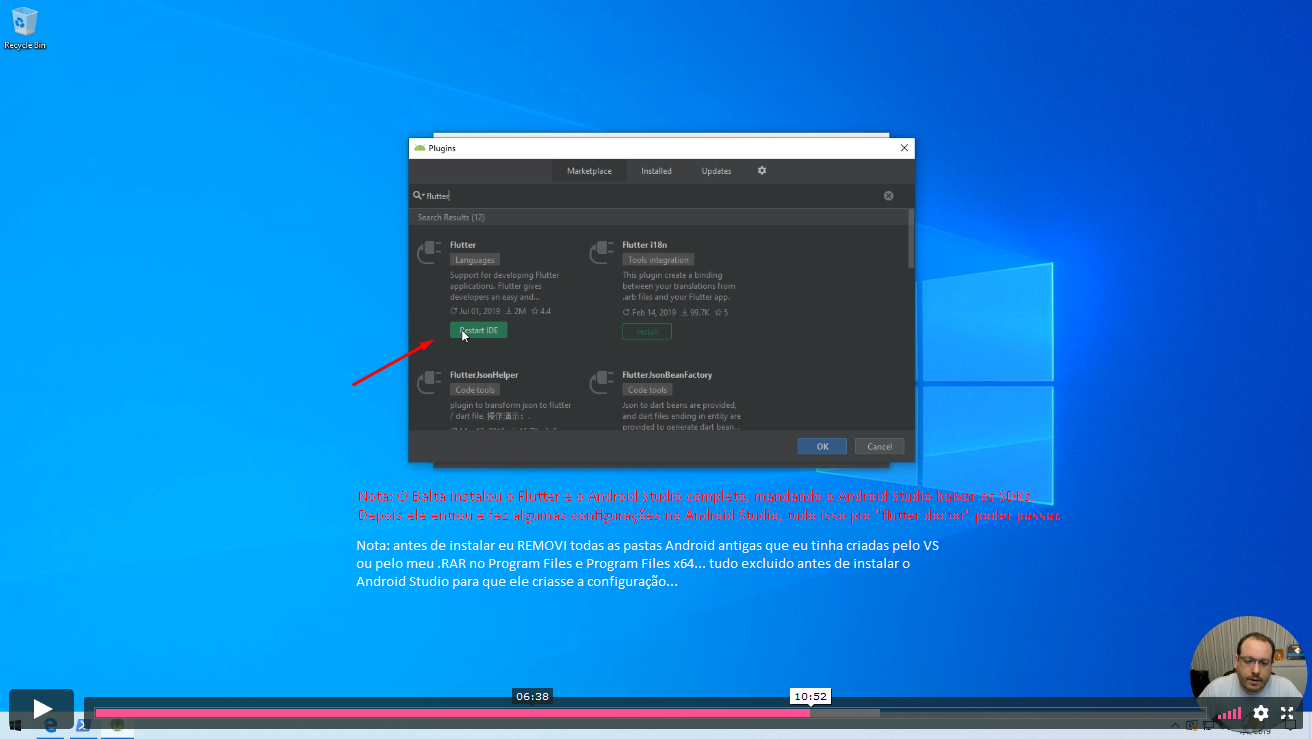 Recycle Bin
Plugins
Marketplace Installed Updates
flutter
Search Results (12)
Flutter
Languages
Support for developing Flutter
applications. Flutter gives
developers an easy and...
Jul 01, 2019 2M 4.4
Restart IDE
Flutter i18n
Tools integration
This plugin create a binding
between your translations from
.arb files and your Flutter app.
Feb 14, 2019 99.7K 5
Install
FlutterJsonHelper
Code tools
plugin to transform json to flutter
/ dart file. 操作演示：.
FlutterJsonBeanFactory
Code tools
Json to dart beans are provided,
and dart files ending in entity are
provided to generate dart bean...
OK Cancel
Nota: O Balta instalou o Flutter e o Android Studio completo, mandando o Android Studio baixar os SDKs.
Depois ele entrou e fez algumas configurações no Android Studio, tudo isso pro "flutter doctor" poder passar.
Nota: antes de instalar eu REMOVI todas as pastas Android antigas que eu tinha criadas pelo VS
ou pelo meu .RAR no Program Files e Program Files x64... tudo excluido antes de instalar o
Android Studio para que ele criasse a configuração...
06:38 10:52